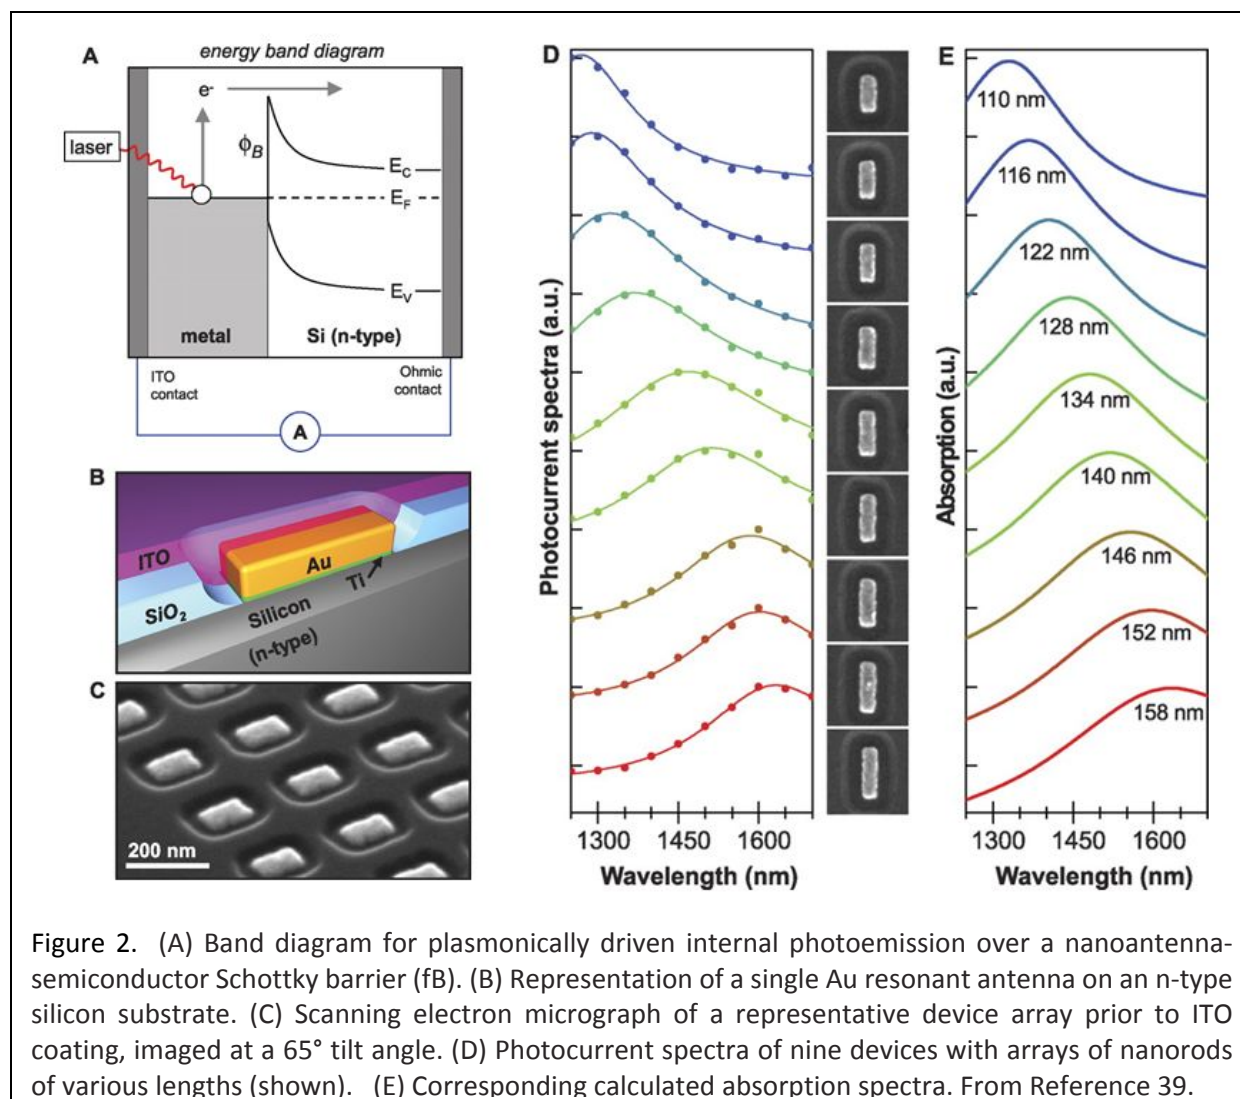 A
energy band diagram
e-
laser
ϕB
EC
EF
EV
metal
Si (n-type)
ITO
contact
Ohmic
contact
A
B
ITO
Au
Ti
SiO2
Silicon
(n-type)
C
200 nm
D
Photocurrent spectra (a.u.)
1300 1450 1600
Wavelength (nm)
E
Absorption (a.u.)
110 nm
116 nm
122 nm
128 nm
134 nm
140 nm
146 nm
152 nm
158 nm
1300 1450 1600
Wavelength (nm)
Figure 2. (A) Band diagram for plasmonically driven internal photoemission over a nanoantenna-
semiconductor Schottky barrier (fB). (B) Representation of a single Au resonant antenna on an n-type
silicon substrate. (C) Scanning electron micrograph of a representative device array prior to ITO
coating, imaged at a 65° tilt angle. (D) Photocurrent spectra of nine devices with arrays of nanorods
of various lengths (shown). (E) Corresponding calculated absorption spectra. From Reference 39.